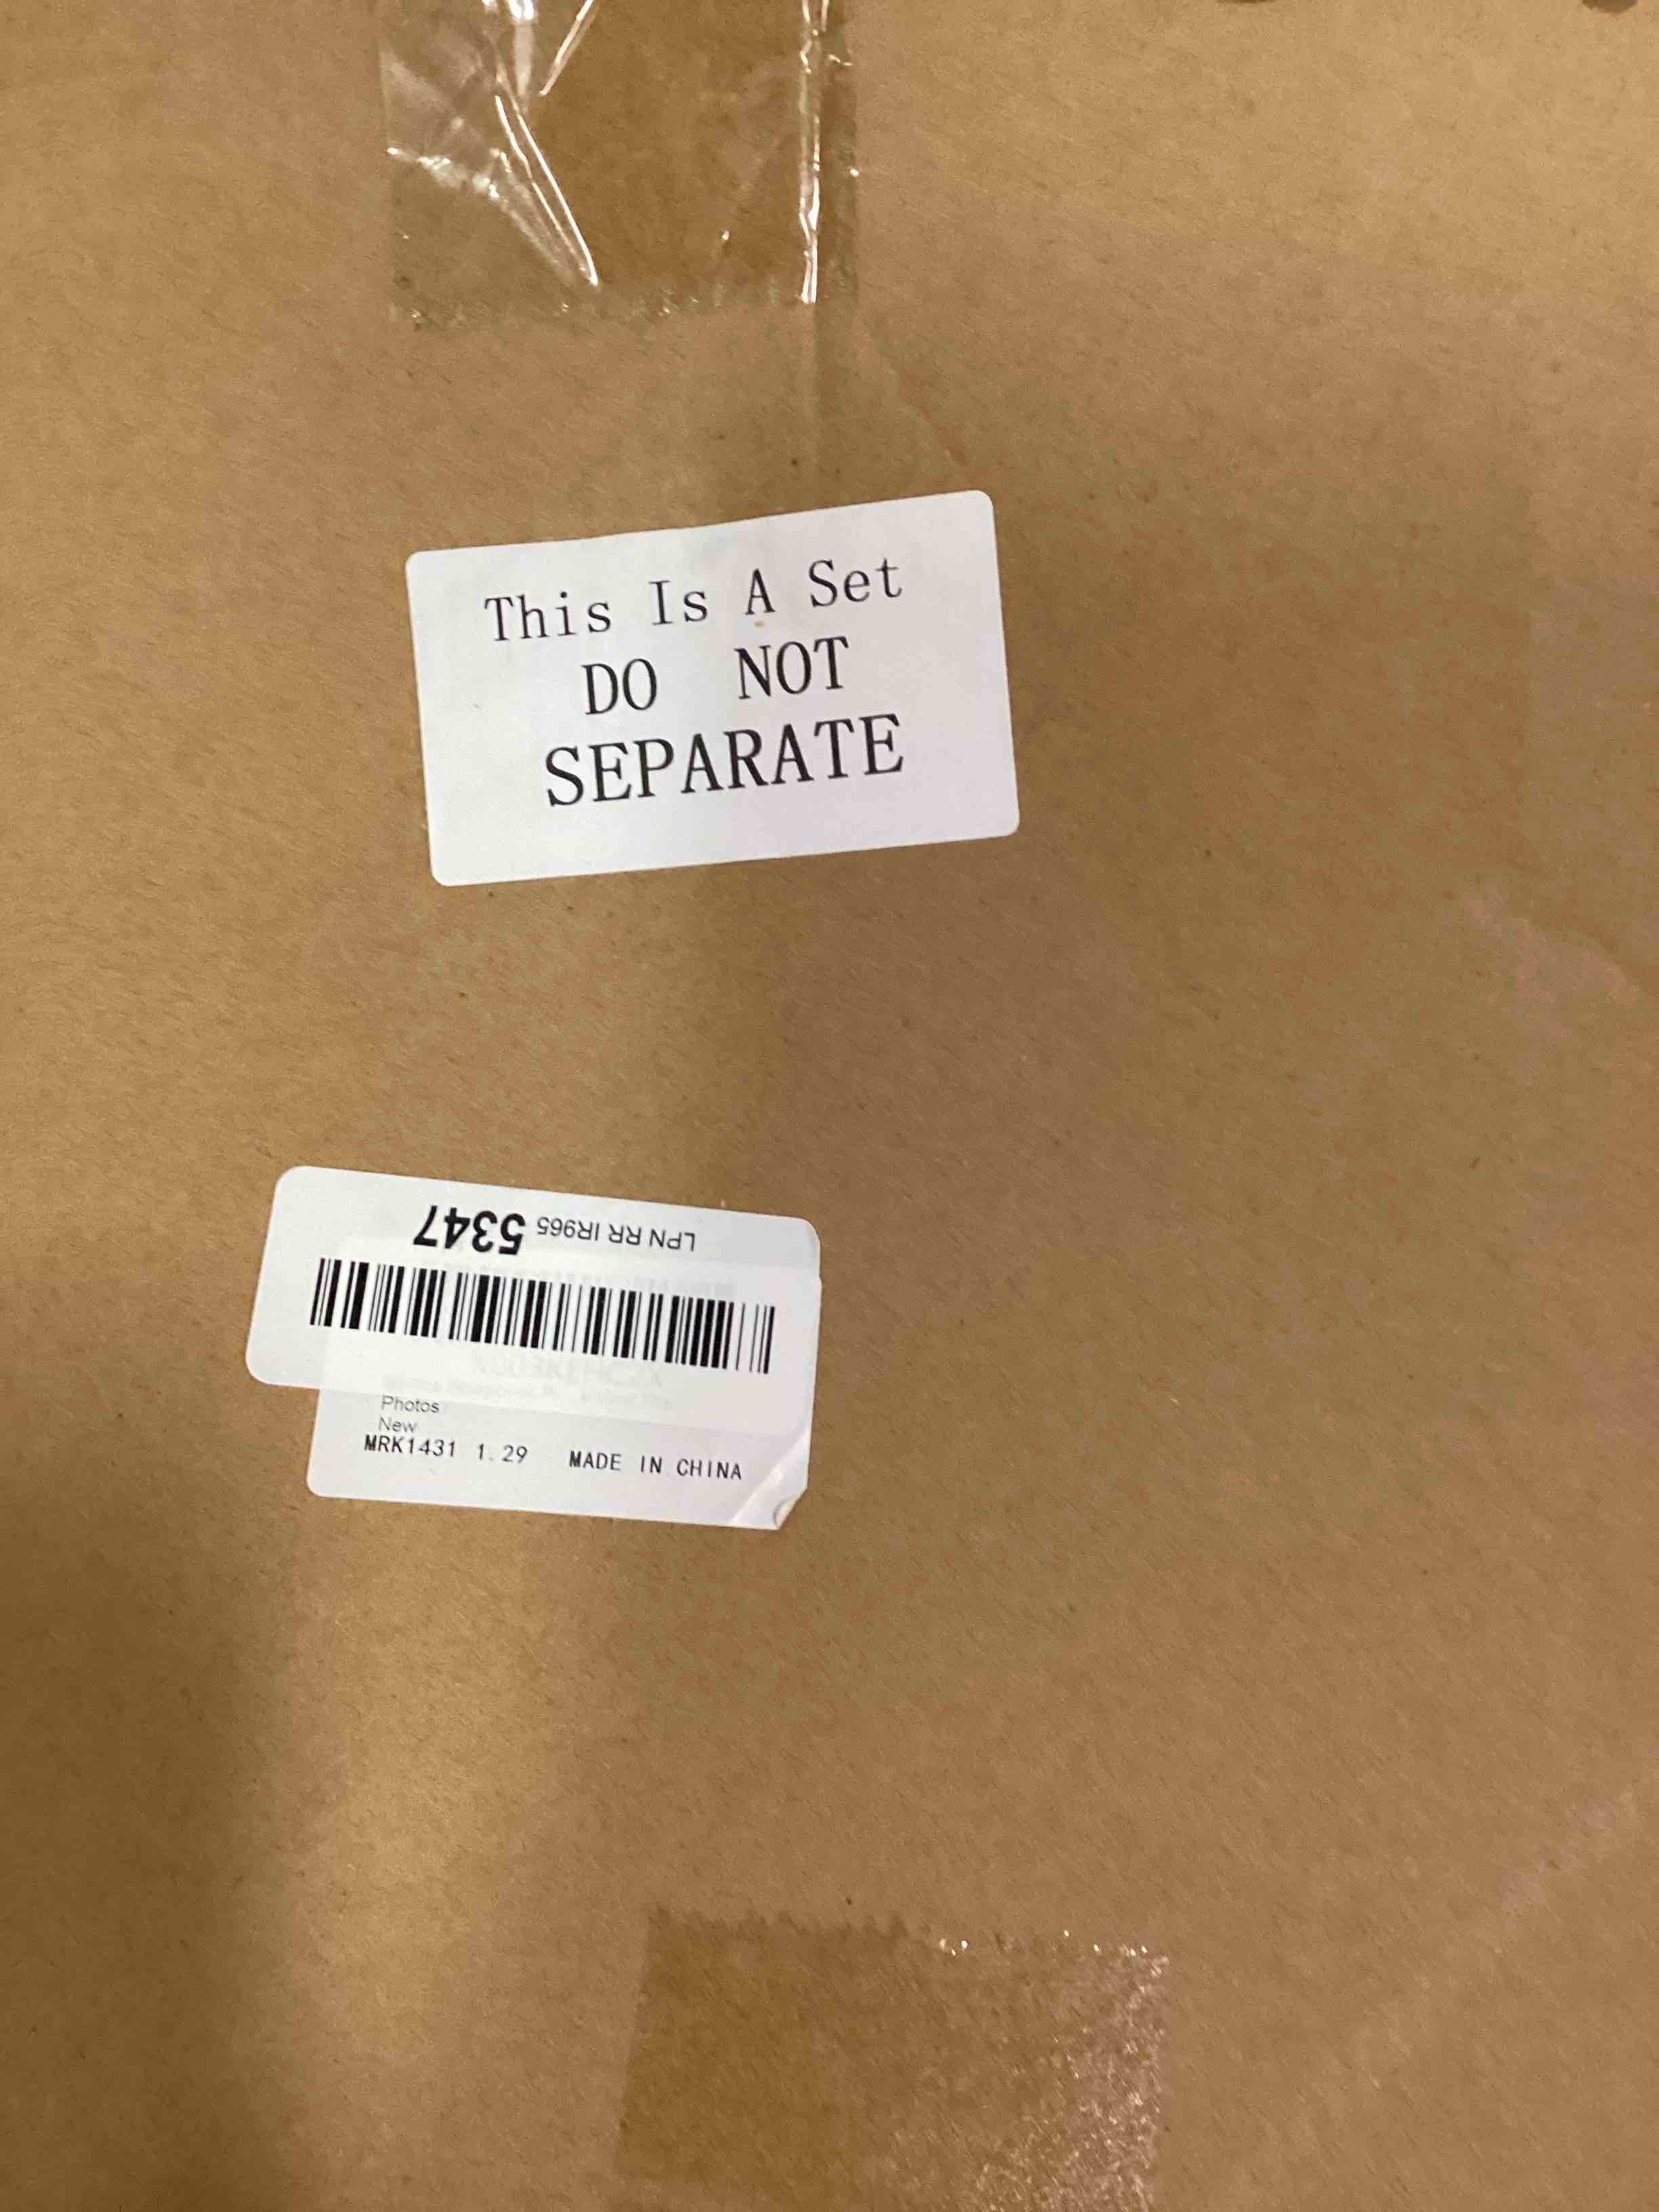 This Is A Set
DO NOT
SEPARATE
LPN RR IR965 5347
Photos
New
MRK1431 1.29 MADE IN CHINA